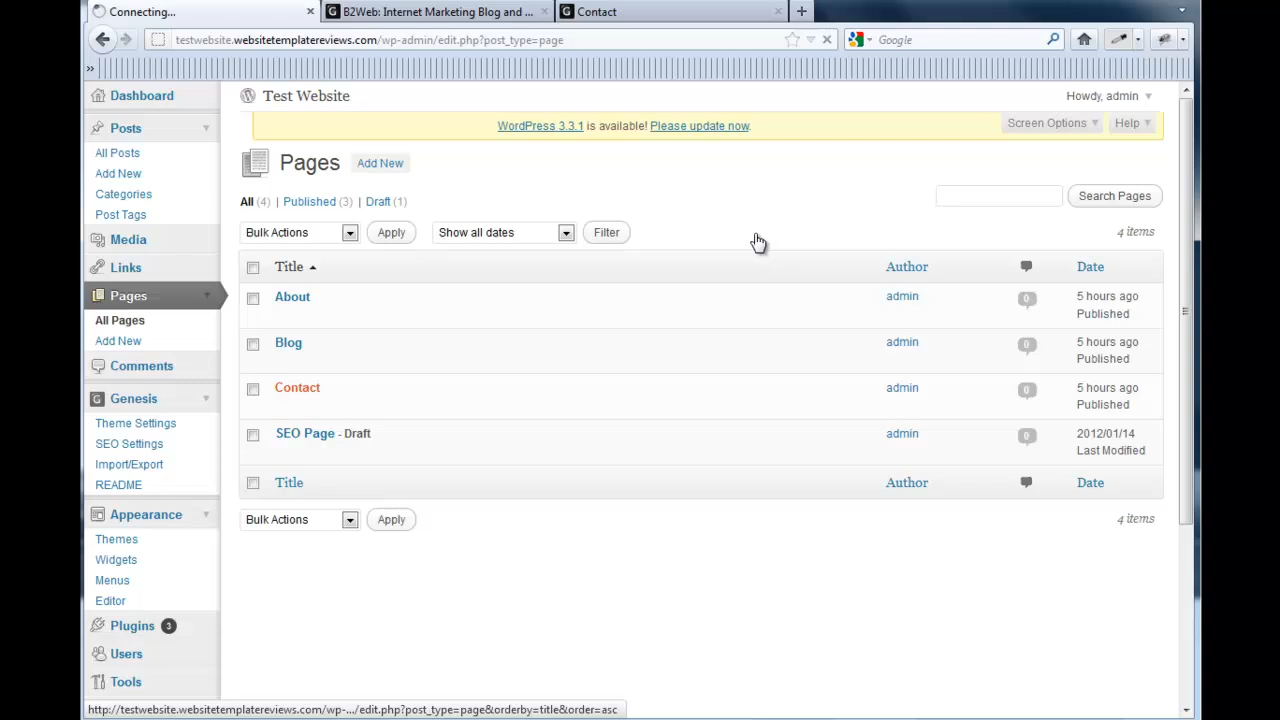 Connecting...
B2Web: Internet Marketing Blog and ...
Contact
testwebsite.websitetemplatereviews.com/wp-admin/edit.php?post_type=page
Google
»
Dashboard
Posts
All Posts
Add New
Categories
Post Tags
Media
Links
Pages
All Pages
Add New
Comments
Genesis
Theme Settings
SEO Settings
Import/Export
README
Appearance
Themes
Widgets
Menus
Editor
Plugins 3
Users
Tools
Test Website
Howdy, admin
WordPress 3.3.1 is available! Please update now.
Screen Options
Help
Pages Add New
All (4) | Published (3) | Draft (1)
Search Pages
Bulk Actions Apply Show all dates Filter 4 items
Title Author Date
About admin 0 5 hours ago
Published
Blog admin 0 5 hours ago
Published
Contact admin 0 5 hours ago
Published
SEO Page - Draft admin 0 2012/01/14
Last Modified
Title Author Date
Bulk Actions Apply 4 items
http://testwebsite.websitetemplatereviews.com/wp-.../edit.php?post_type=page&orderby=title&order=asc